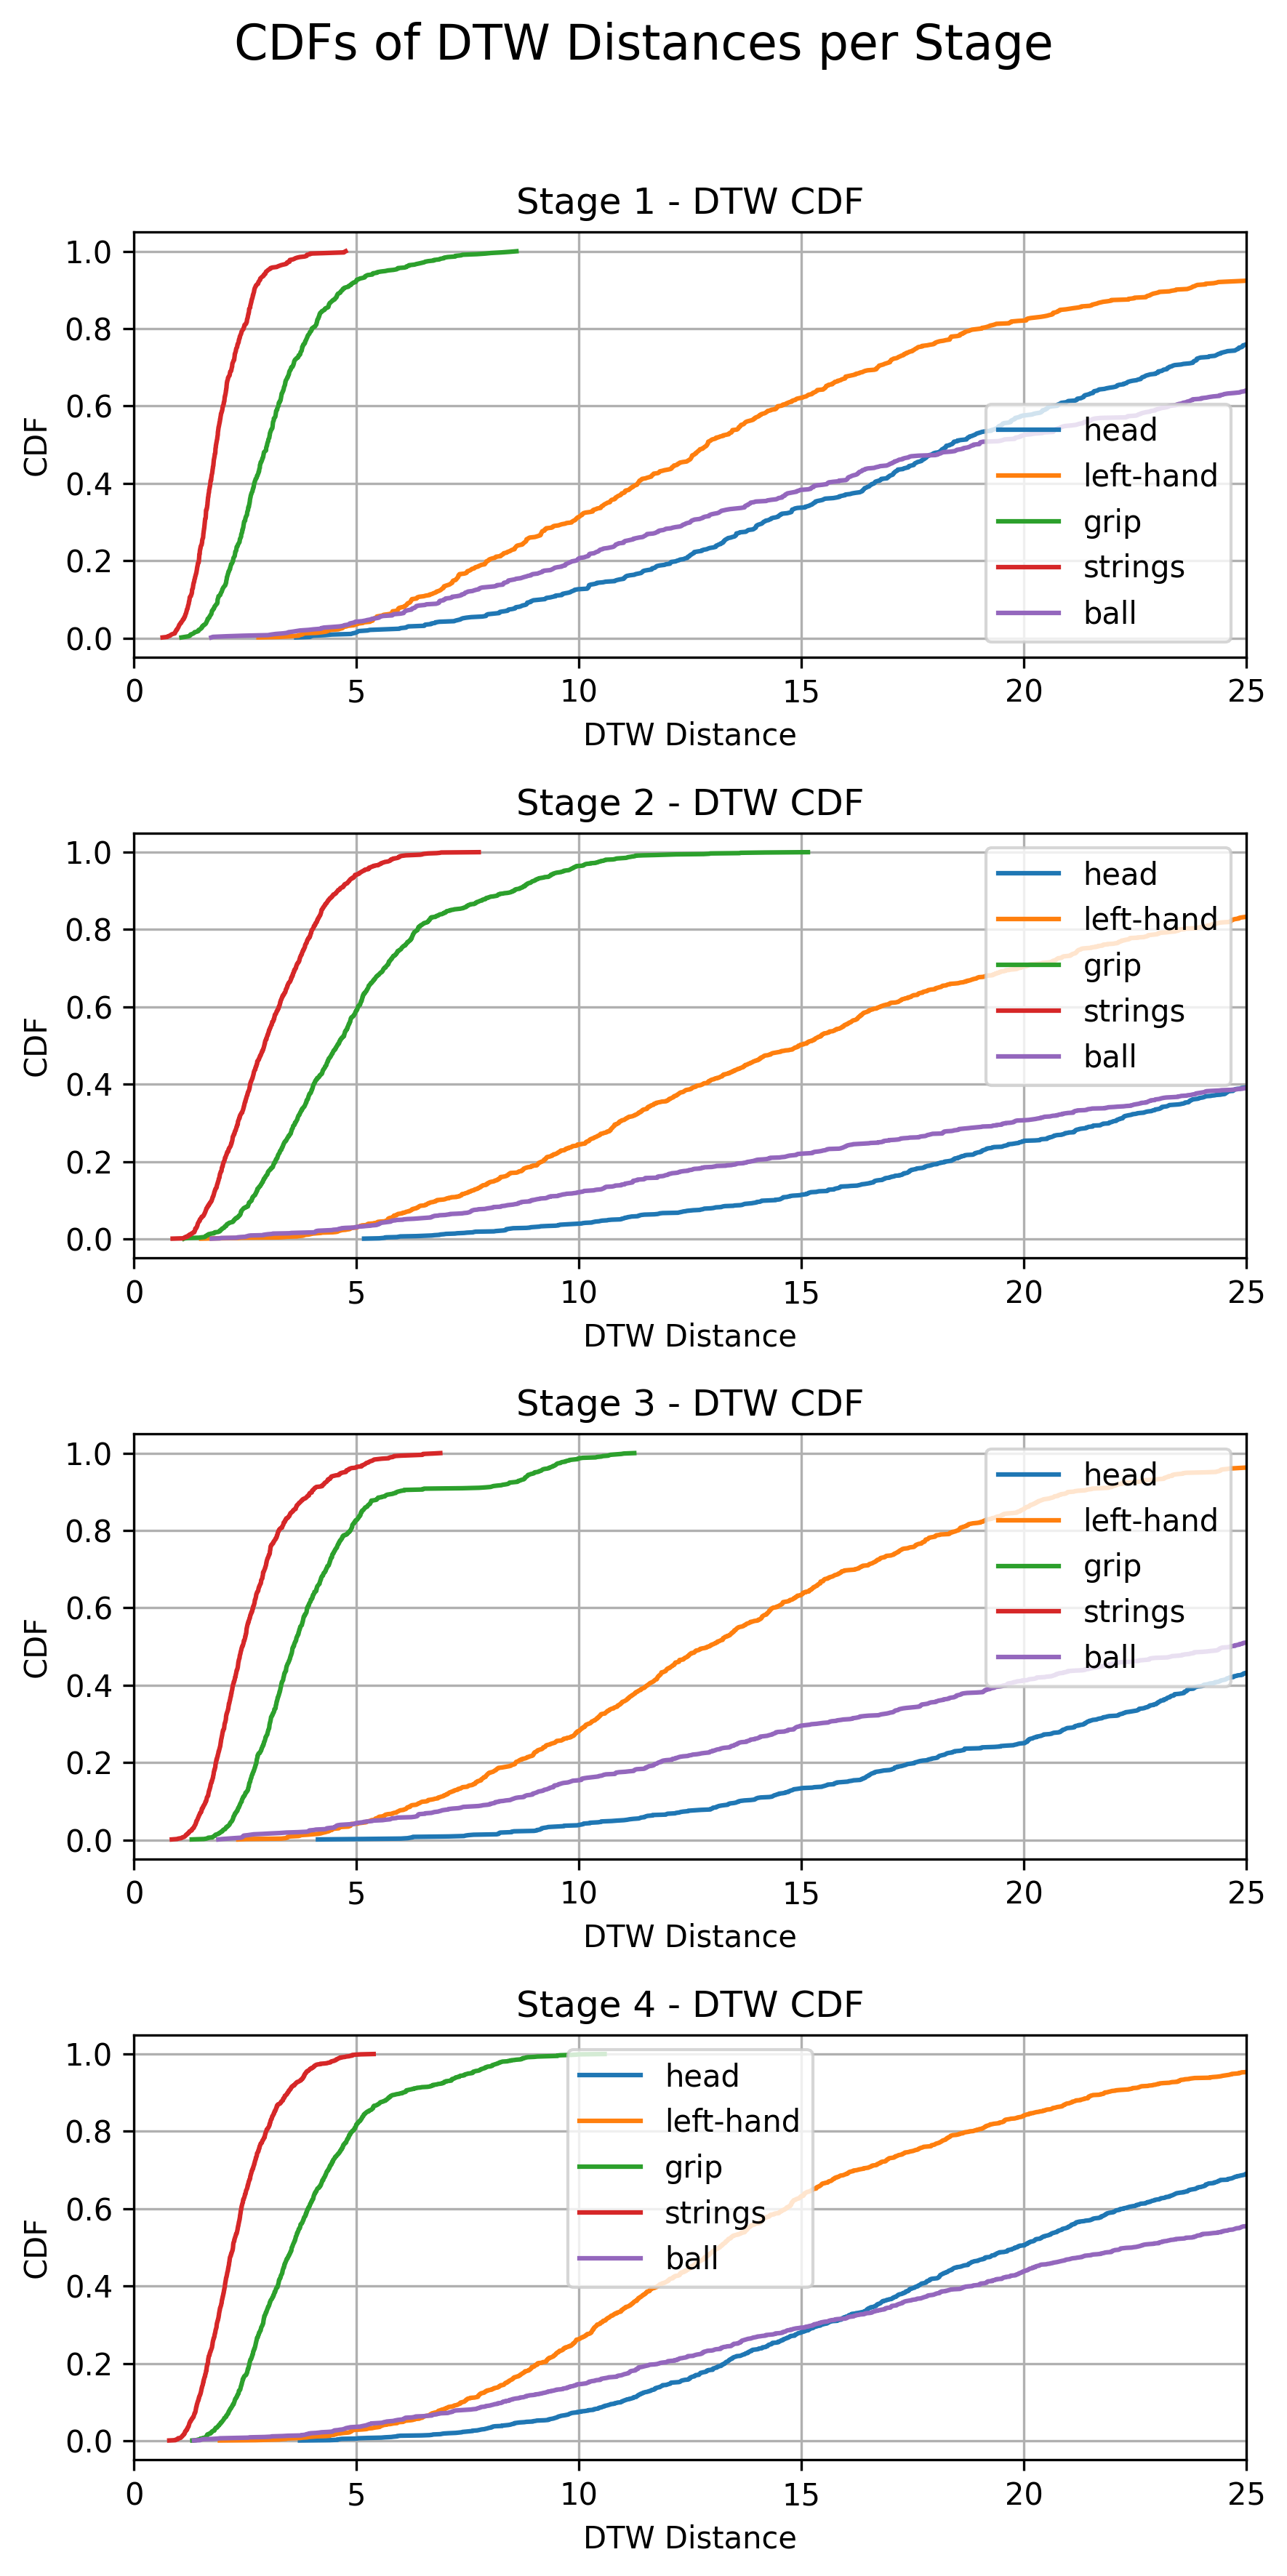 CDFs of DTW Distances per Stage
Stage 1 - DTW CDF
1.0
0.8
0.6
0.4
0.2
0.0
CDF
head
left-hand
grip
strings
ball
0 5 10 15 20 25
DTW Distance
Stage 2 - DTW CDF
1.0
0.8
0.6
0.4
0.2
0.0
CDF
head
left-hand
grip
strings
ball
0 5 10 15 20 25
DTW Distance
Stage 3 - DTW CDF
1.0
0.8
0.6
0.4
0.2
0.0
CDF
head
left-hand
grip
strings
ball
0 5 10 15 20 25
DTW Distance
Stage 4 - DTW CDF
1.0
0.8
0.6
0.4
0.2
0.0
CDF
head
left-hand
grip
strings
ball
0 5 10 15 20 25
DTW Distance